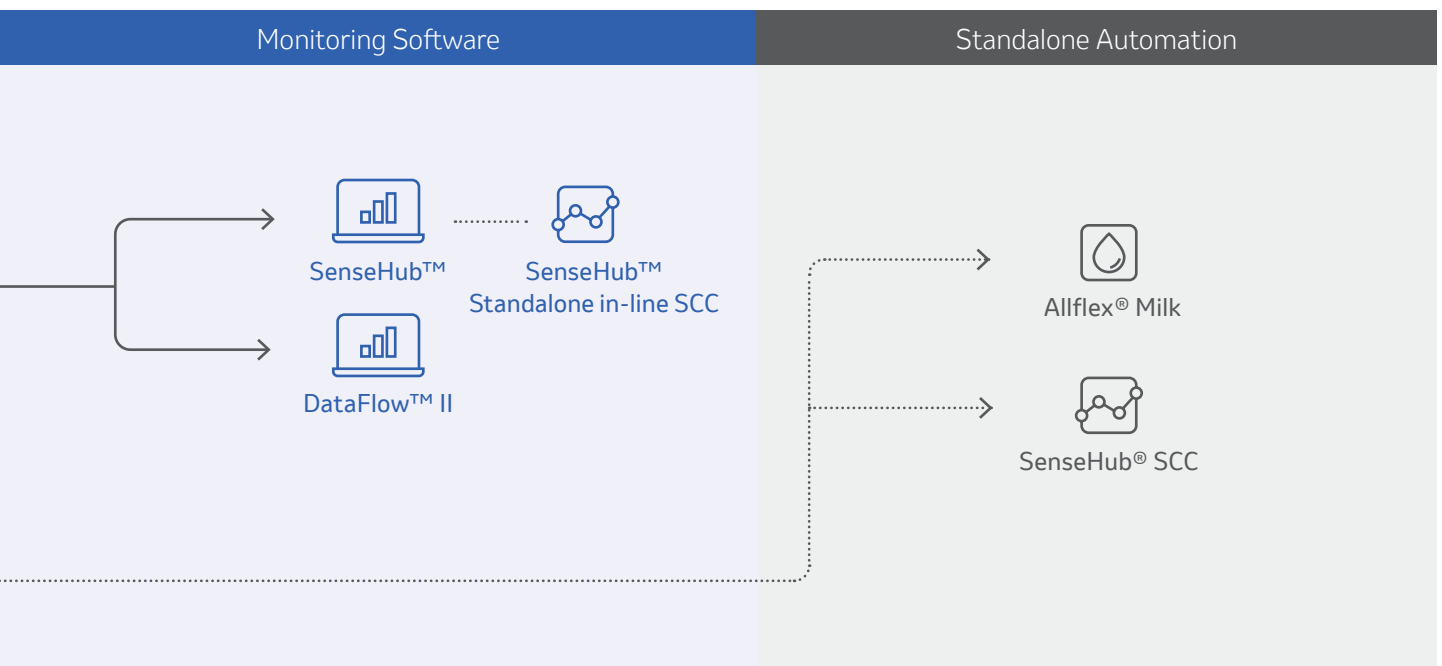 Monitoring Software
Standalone Automation
SenseHub™
SenseHub™
Standalone in-line SCC
DataFlow™ II
Allflex® Milk
SenseHub® SCC